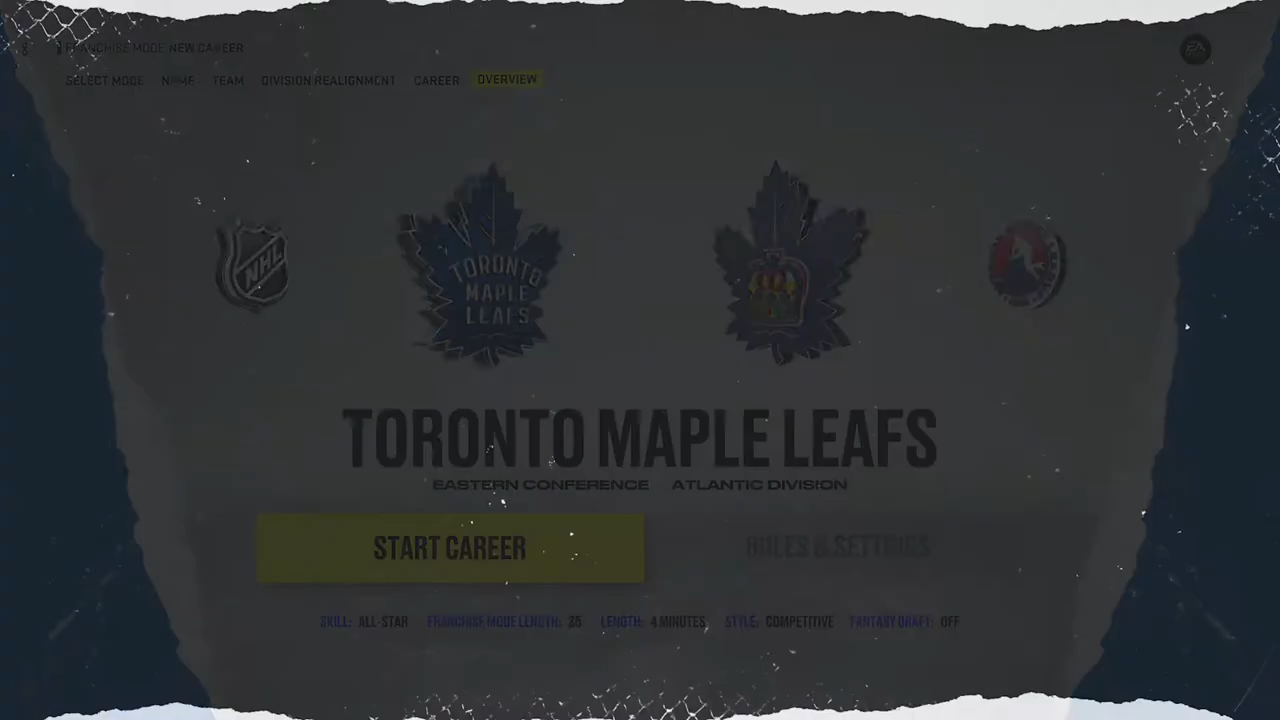 FRANCHISE MODE NEW CAREER
EA
SELECT MODE NAME TEAM DIVISION REALIGNMENT CAREER OVERVIEW
NHL
TORONTO
MAPLE
LEAFS
TORONTO MAPLE LEAFS
EASTERN CONFERENCE ATLANTIC DIVISION
START CAREER
RULES & SETTINGS
SKILL: ALL-STAR FRANCHISE MODE LENGTH: 25 LENGTH: 4 MINUTES STYLE: COMPETITIVE FANTASY DRAFT: OFF